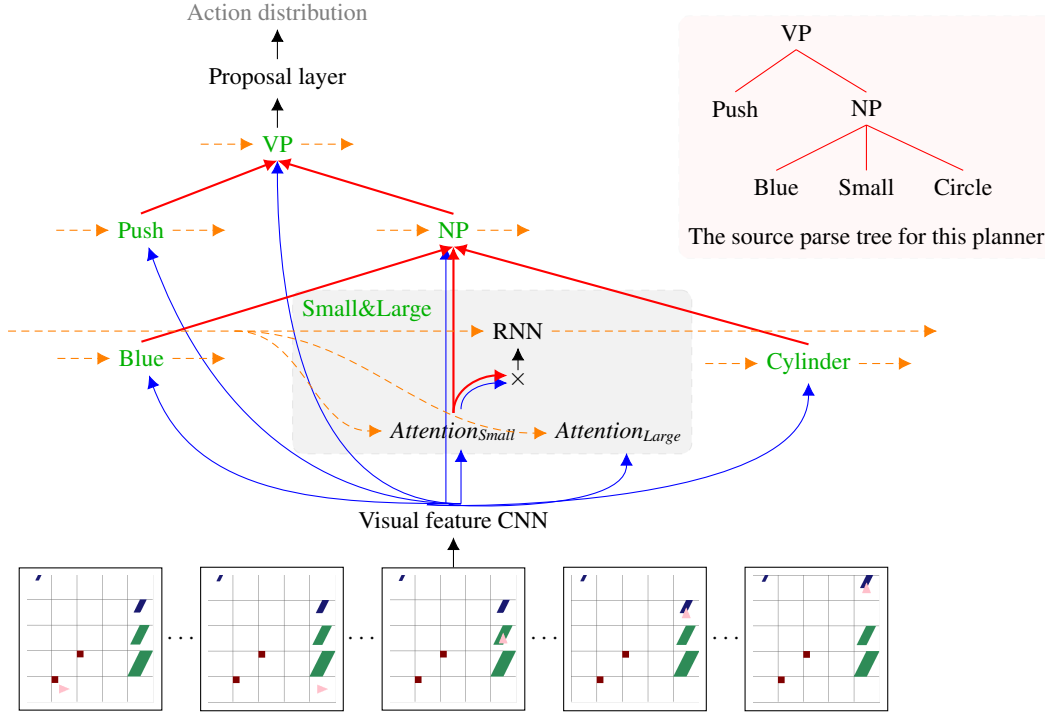 Action distribution
Proposal layer
VP
Push
NP
Small&Large
RNN
Blue
×
Cylinder
Attention_Small
Attention_Large
Visual feature CNN
· · ·
· · ·
· · ·
· · ·
VP
Push
NP
Blue
Small
Circle
The source parse tree for this planner